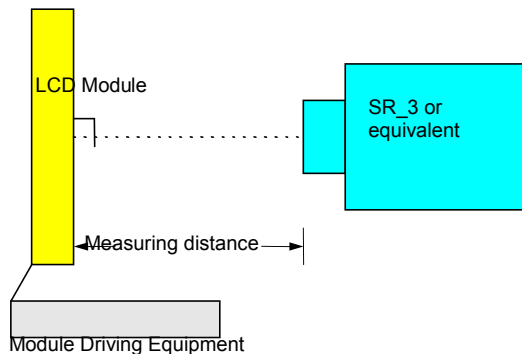 LCD Module
SR_3 or
equivalent
Measuring distance
Module Driving Equipment